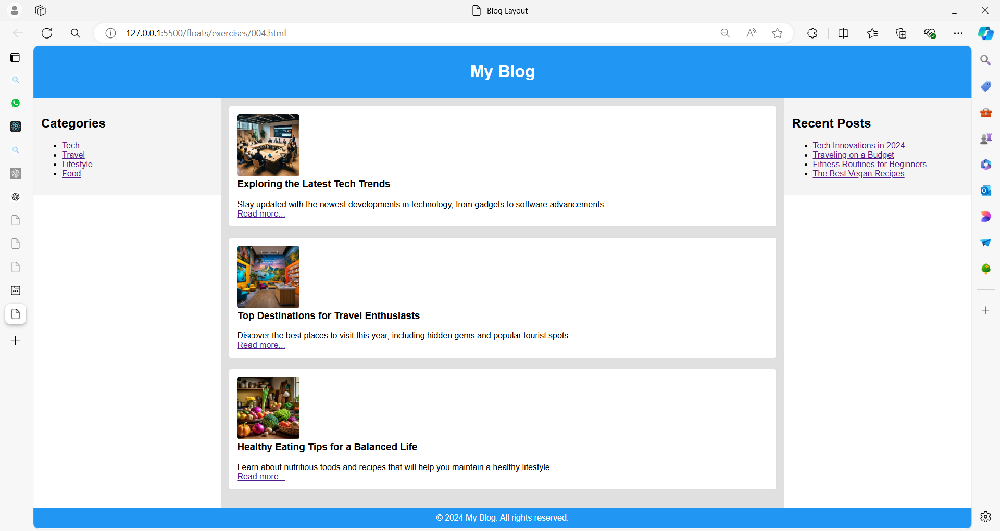 Blog Layout
127.0.0.1:5500/floats/exercises/004.html
My Blog
Categories
Tech
Travel
Lifestyle
Food
Exploring the Latest Tech Trends
Stay updated with the newest developments in technology, from gadgets to software advancements.
Read more...
Top Destinations for Travel Enthusiasts
Discover the best places to visit this year, including hidden gems and popular tourist spots.
Read more...
Healthy Eating Tips for a Balanced Life
Learn about nutritious foods and recipes that will help you maintain a healthy lifestyle.
Read more...
Recent Posts
Tech Innovations in 2024
Traveling on a Budget
Fitness Routines for Beginners
The Best Vegan Recipes
© 2024 My Blog. All rights reserved.